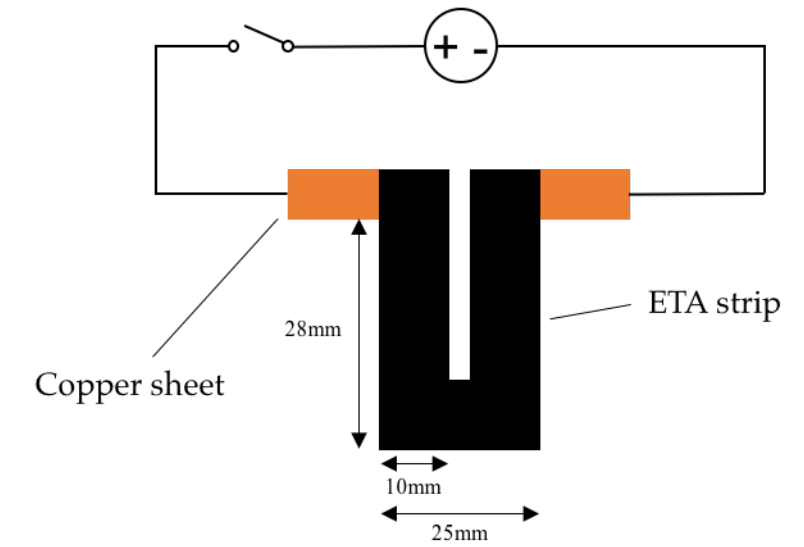 + -
28mm
ETA strip
Copper sheet
10mm
25mm